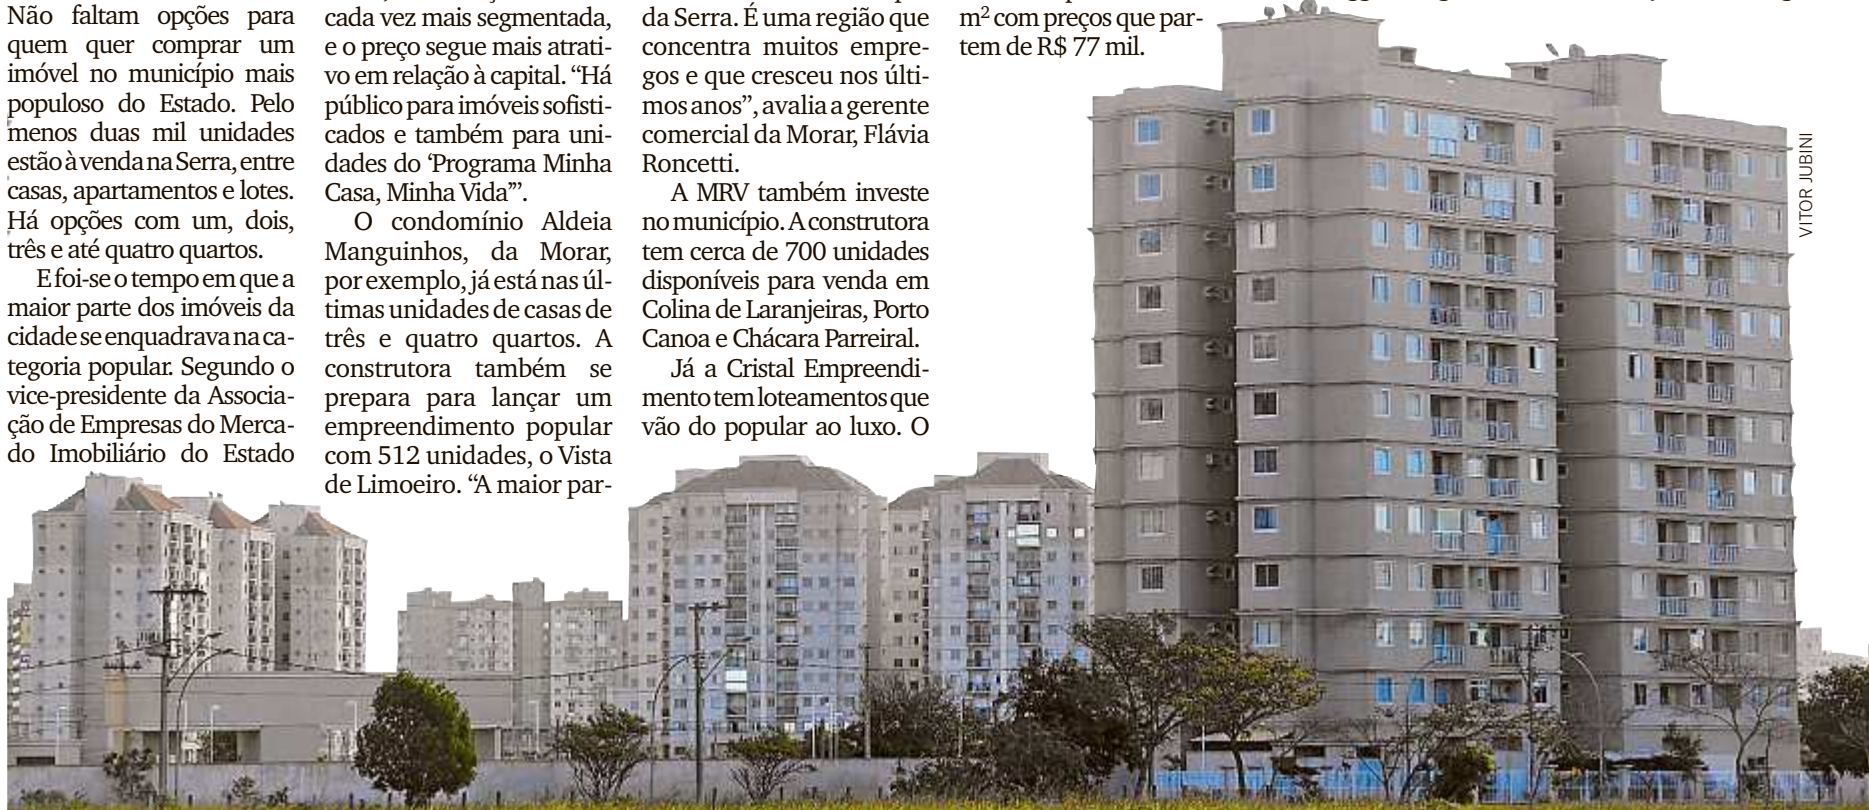 Não faltam opções para
quem quer comprar um
imóvel no município mais
populoso do Estado. Pelo
menos duas mil unidades
estão à venda na Serra, entre
casas, apartamentos e lotes.
Há opções com um, dois,
três e até quatro quartos.
E foi-se o tempo em que a
maior parte dos imóveis da
cidade se enquadrava na ca-
tegoria popular. Segundo o
vice-presidente da Associa-
ção de Empresas do Merca-
do Imobiliário do Estado
cada vez mais segmentada,
e o preço segue mais atrati-
vo em relação à capital. “Há
público para imóveis sofisti-
cados e também para uni-
dades do ‘Programa Minha
Casa, Minha Vida’”.
O condomínio Aldeia
Manguinhos, da Morar,
por exemplo, já está nas úl-
timas unidades de casas de
três e quatro quartos. A
construtora também se
prepara para lançar um
empreendimento popular
com 512 unidades, o Vista
de Limoeiro. “A maior par-
da Serra. É uma região que
concentra muitos empre-
gos e que cresceu nos últi-
mos anos”, avalia a gerente
comercial da Morar, Flávia
Roncetti.
A MRV também investe
no município. A construtora
tem cerca de 700 unidades
disponíveis para venda em
Colina de Laranjeiras, Porto
Canoa e Chácara Parreiral.
Já a Cristal Empreendi-
mento tem loteamentos que
vão do popular ao luxo. O
m² com preços que par-
tem de R$ 77 mil.
VITOR JUBINI